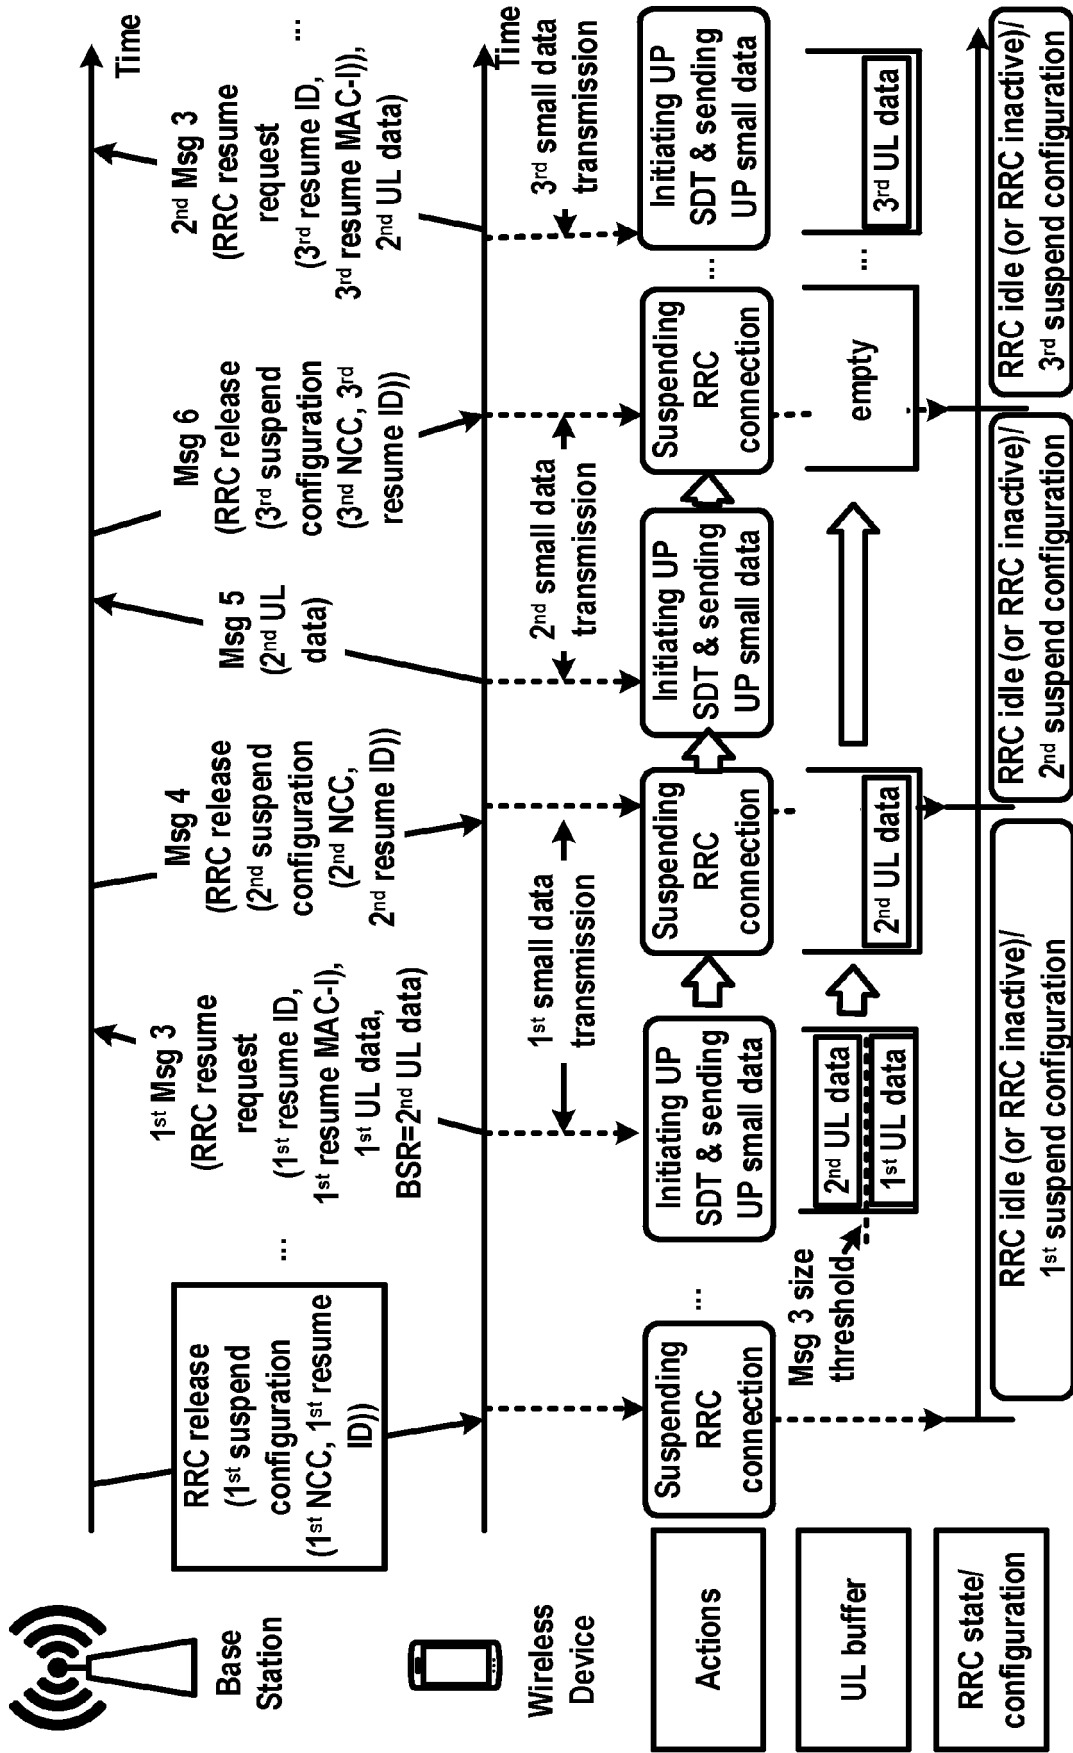 Base
Station
RRC release
(1st suspend
configuration
(1st NCC, 1st resume
ID))
...
1st Msg 3
(RRC resume
request
(1st resume ID,
1st resume MAC-I),
1st UL data,
BSR=2nd UL data)
Msg 4
(RRC release
(2nd suspend
configuration
(2nd NCC,
2nd resume ID))
Msg 5
(2nd UL
data)
Msg 6
(RRC release
(3rd suspend
configuration
(3nd NCC, 3rd
resume ID))
2nd Msg 3
(RRC resume
request
(3rd resume ID,
3rd resume MAC-I)),
2nd UL data)
...
Time
Wireless
Device
1st small data
transmission
2nd small data
transmission
3rd small data
transmission
Time
Actions
Suspending
RRC
connection
...
Initiating UP
SDT & sending
UP small data
Suspending
RRC
connection
Initiating UP
SDT & sending
UP small data
Suspending
RRC
connection
...
Initiating UP
SDT & sending
UP small data
UL buffer
Msg 3 size
threshold
2nd UL data
1st UL data
2nd UL data
empty
...
3rd UL data
RRC state/
configuration
RRC idle (or RRC inactive)/
1st suspend configuration
RRC idle (or RRC inactive)/
2nd suspend configuration
RRC idle (or RRC inactive)/
3rd suspend configuration